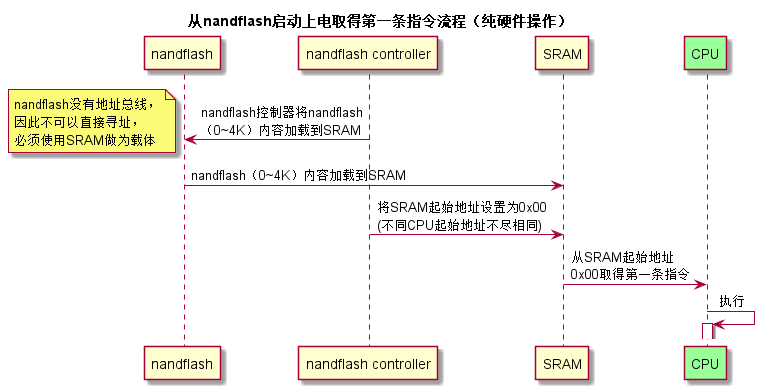 从nandflash启动上电取得第一条指令流程（纯硬件操作）
nandflash
nandflash controller
SRAM
CPU
nandflash没有地址总线，
因此不可以直接寻址，
必须使用SRAM做为载体
nandflash控制器将nandflash
（0~4K）内容加载到SRAM
nandflash（0~4K）内容加载到SRAM
将SRAM起始地址设置为0x00
(不同CPU起始地址不尽相同)
从SRAM起始地址
0x00取得第一条指令
执行
nandflash
nandflash controller
SRAM
CPU